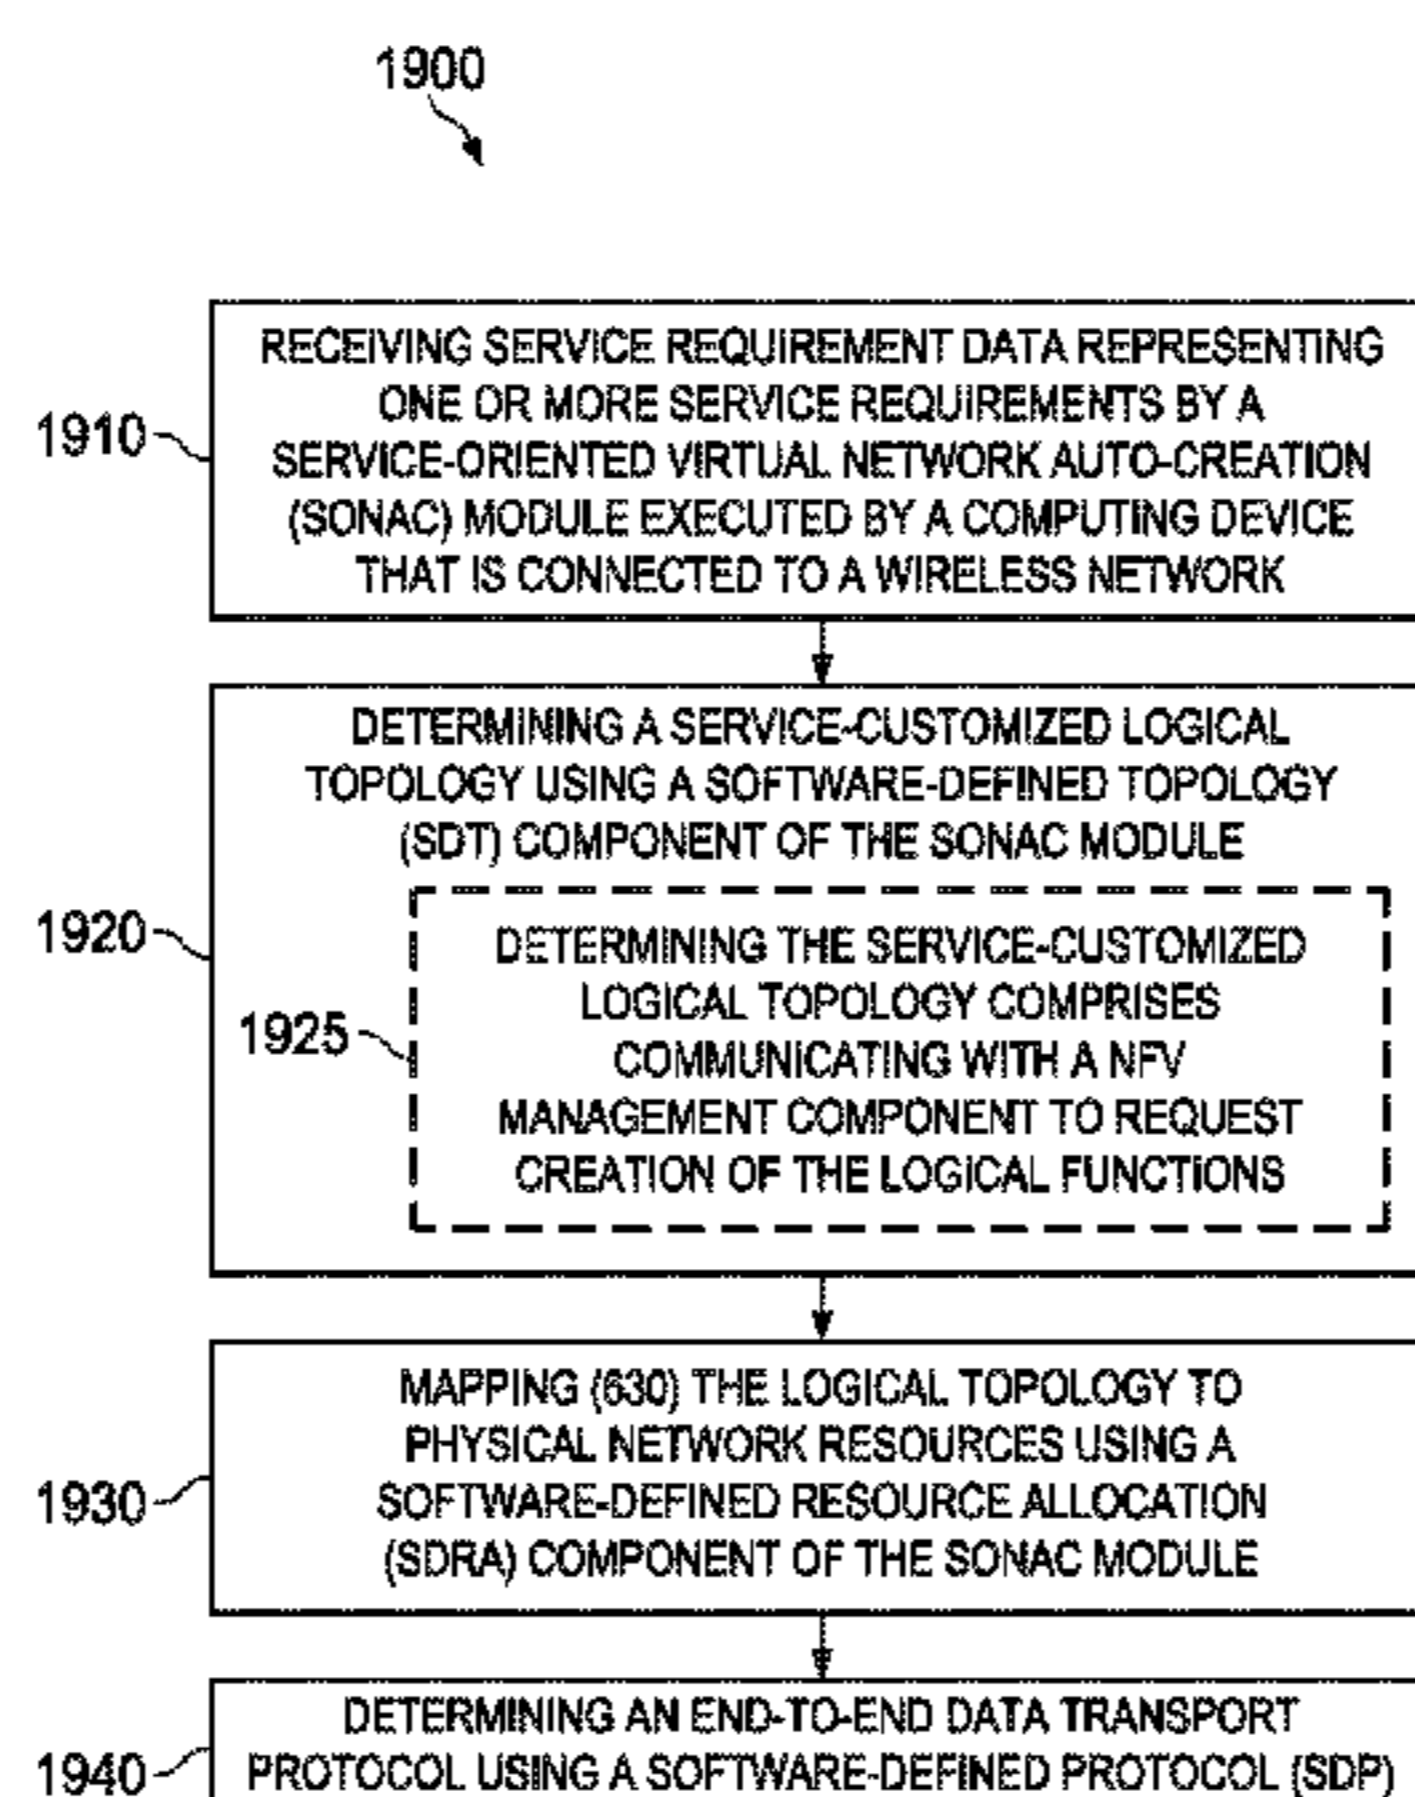 1900
RECEIVING SERVICE REQUIREMENT DATA REPRESENTING
ONE OR MORE SERVICE REQUIREMENTS BY A
SERVICE-ORIENTED VIRTUAL NETWORK AUTO-CREATION
(SONAC) MODULE EXECUTED BY A COMPUTING DEVICE
THAT IS CONNECTED TO A WIRELESS NETWORK
1910
DETERMINING A SERVICE-CUSTOMIZED LOGICAL
TOPOLOGY USING A SOFTWARE-DEFINED TOPOLOGY
(SDT) COMPONENT OF THE SONAC MODULE
1920
DETERMINING THE SERVICE-CUSTOMIZED
LOGICAL TOPOLOGY COMPRISES
COMMUNICATING WITH A NFV
MANAGEMENT COMPONENT TO REQUEST
CREATION OF THE LOGICAL FUNCTIONS
1925
MAPPING (630) THE LOGICAL TOPOLOGY TO
PHYSICAL NETWORK RESOURCES USING A
SOFTWARE-DEFINED RESOURCE ALLOCATION
(SDRA) COMPONENT OF THE SONAC MODULE
1930
DETERMINING AN END-TO-END DATA TRANSPORT
PROTOCOL USING A SOFTWARE-DEFINED PROTOCOL (SDP)
1940